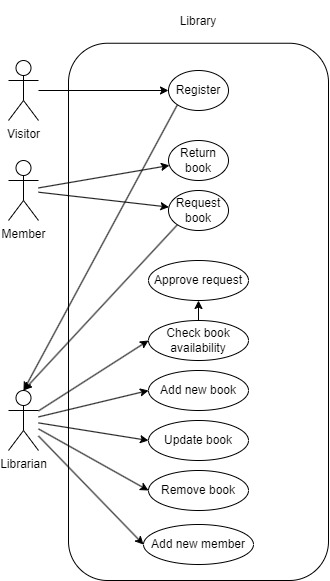 Library
Register
Visitor
Return
book
Request
book
Member
Approve request
Check book
availability
Add new book
Update book
Librarian
Remove book
Add new member